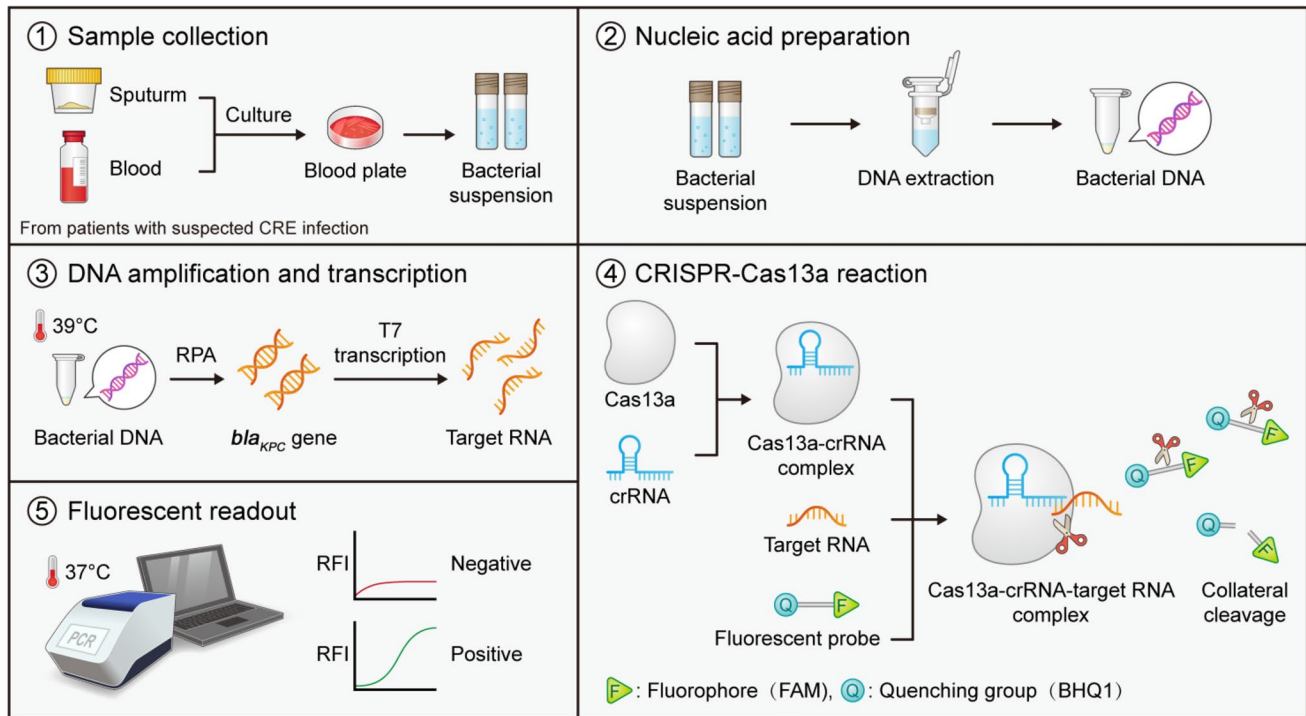 ① Sample collection
Sputurm
Blood
Culture
Blood plate
Bacterial
suspension
From patients with suspected CRE infection
② Nucleic acid preparation
Bacterial
suspension
DNA extraction
Bacterial DNA
③ DNA amplification and transcription
39°C
Bacterial DNA
RPA
bla KPC gene
T7
transcription
Target RNA
④ CRISPR-Cas13a reaction
Cas13a
crRNA
Cas13a-crRNA
complex
Target RNA
Q F
Fluorescent probe
Cas13a-crRNA-target RNA
complex
Q F
Q F
Q F
Collateral
cleavage
F : Fluorophore (FAM), Q : Quenching group (BHQ1)
⑤ Fluorescent readout
37°C
PCR
RFI
Negative
RFI
Positive